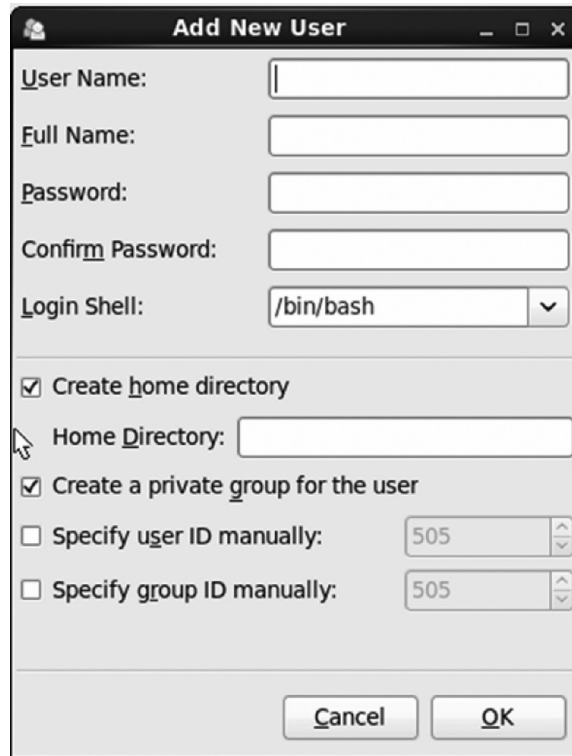 Add New User
User Name:
Full Name:
Password:
Confirm Password:
Login Shell: /bin/bash
Create home directory
Home Directory:
Create a private group for the user
Specify user ID manually: 505
Specify group ID manually: 505
Cancel OK